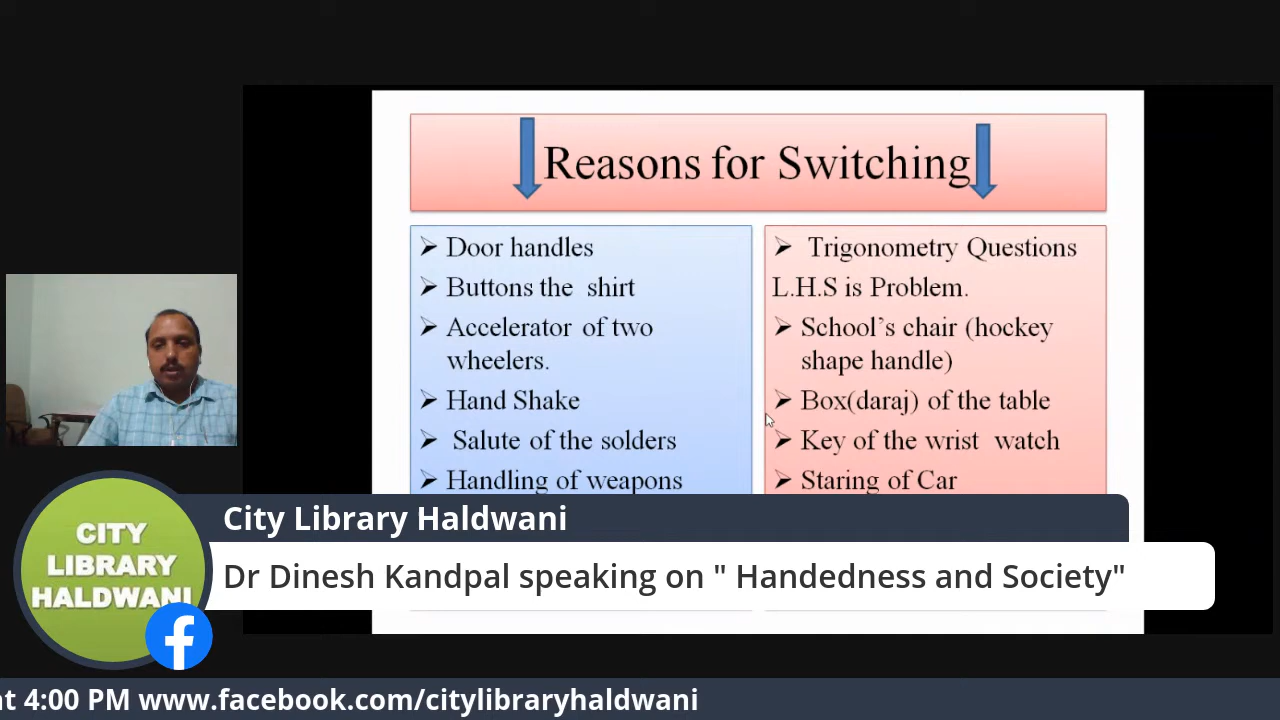 Reasons for Switching
Door handles
Buttons the shirt
Accelerator of two
wheelers.
Hand Shake
Salute of the solders
Handling of weapons
Trigonometry Questions
L.H.S is Problem.
School's chair (hockey
shape handle)
Box(daraj) of the table
Key of the wrist watch
Staring of Car
CITY
LIBRARY
HALDWANI
City Library Haldwani
Dr Dinesh Kandpal speaking on " Handedness and Society"
at 4:00 PM www.facebook.com/citylibraryhaldwani